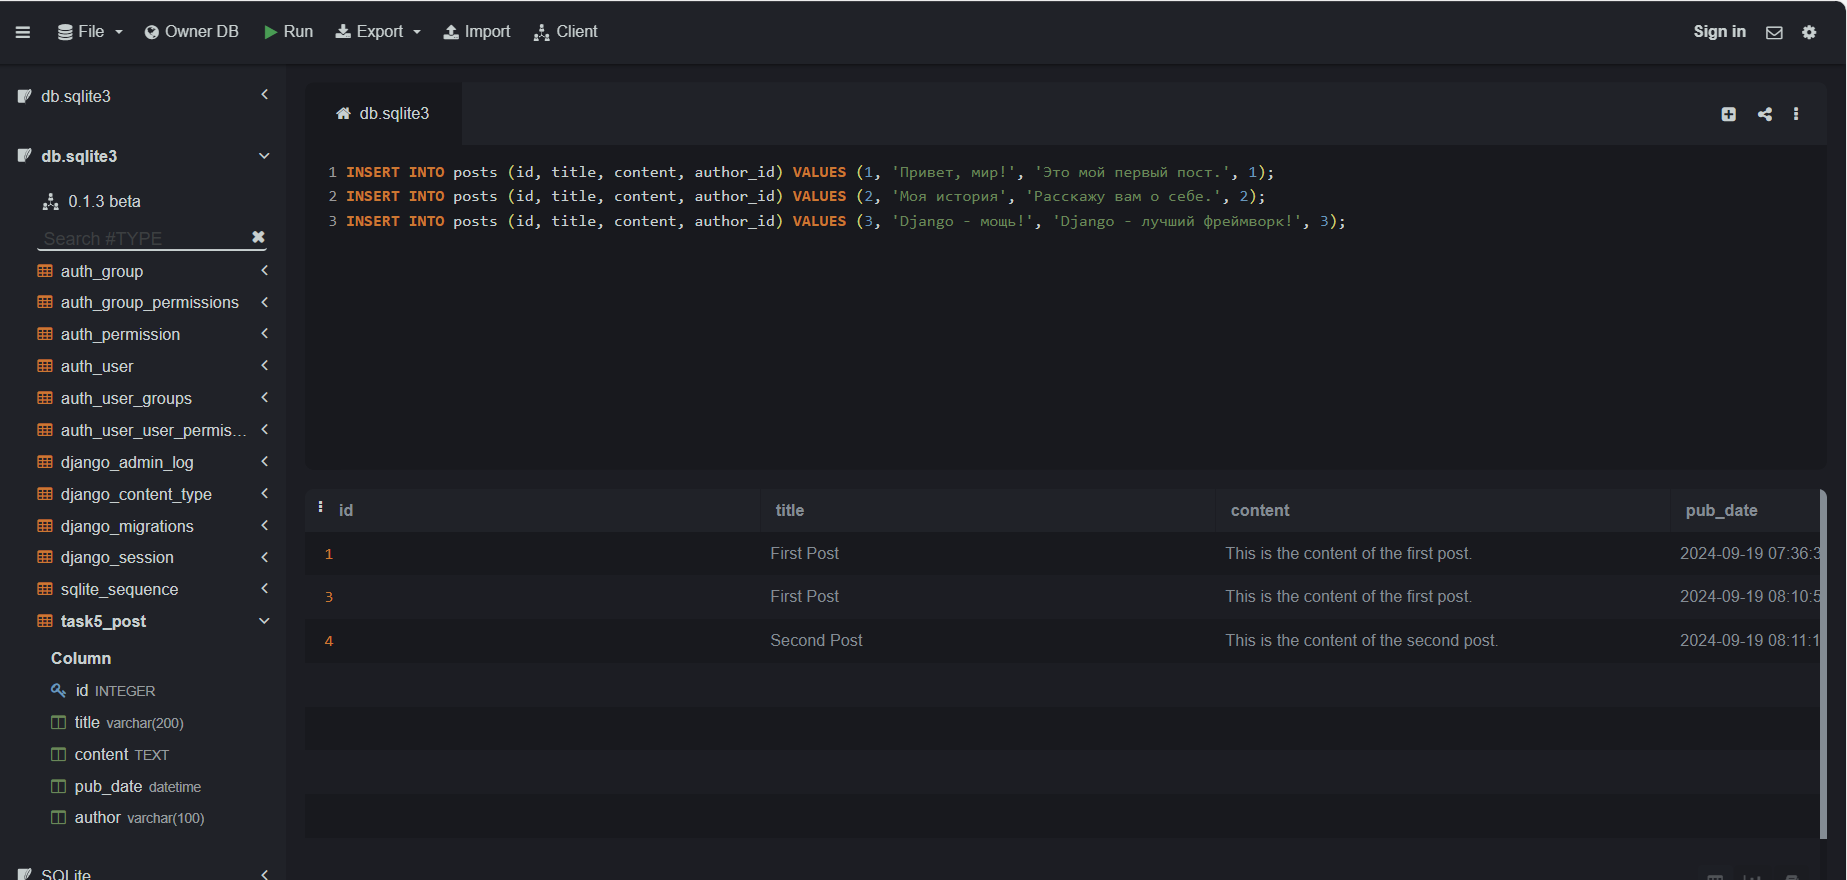 File Owner DB Run Export Import Client Sign in
db.sqlite3
db.sqlite3
0.1.3 beta
Search #TYPE
auth_group
auth_group_permissions
auth_permission
auth_user
auth_user_groups
auth_user_user_permis...
django_admin_log
django_content_type
django_migrations
django_session
sqlite_sequence
task5_post
Column
id INTEGER
title varchar(200)
content TEXT
pub_date datetime
author varchar(100)
SQLite
db.sqlite3
1 INSERT INTO posts (id, title, content, author_id) VALUES (1, 'Привет, мир!', 'Это мой первый пост.', 1);
2 INSERT INTO posts (id, title, content, author_id) VALUES (2, 'Моя история', 'Расскажу вам о себе.', 2);
3 INSERT INTO posts (id, title, content, author_id) VALUES (3, 'Django - мощь!', 'Django - лучший фреймворк!', 3);
id title content pub_date
1 First Post This is the content of the first post. 2024-09-19 07:36:3
3 First Post This is the content of the first post. 2024-09-19 08:10:5
4 Second Post This is the content of the second post. 2024-09-19 08:11:1